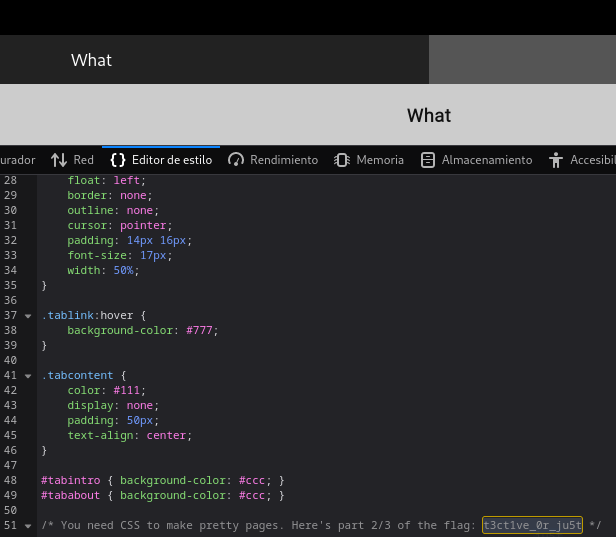 What
What
urador Red {} Editor de estilo Rendimiento Memoria Almacenamiento Accesibil
28 float: left;
29 border: none;
30 outline: none;
31 cursor: pointer;
32 padding: 14px 16px;
33 font-size: 17px;
34 width: 50%;
35 }
36
37 .tablink:hover {
38 background-color: #777;
39 }
40
41 .tabcontent {
42 color: #111;
43 display: none;
44 padding: 50px;
45 text-align: center;
46 }
47
48 #tabintro { background-color: #ccc; }
49 #tababout { background-color: #ccc; }
50
51 /* You need CSS to make pretty pages. Here's part 2/3 of the flag: t3ct1ve_0r_ju5t */